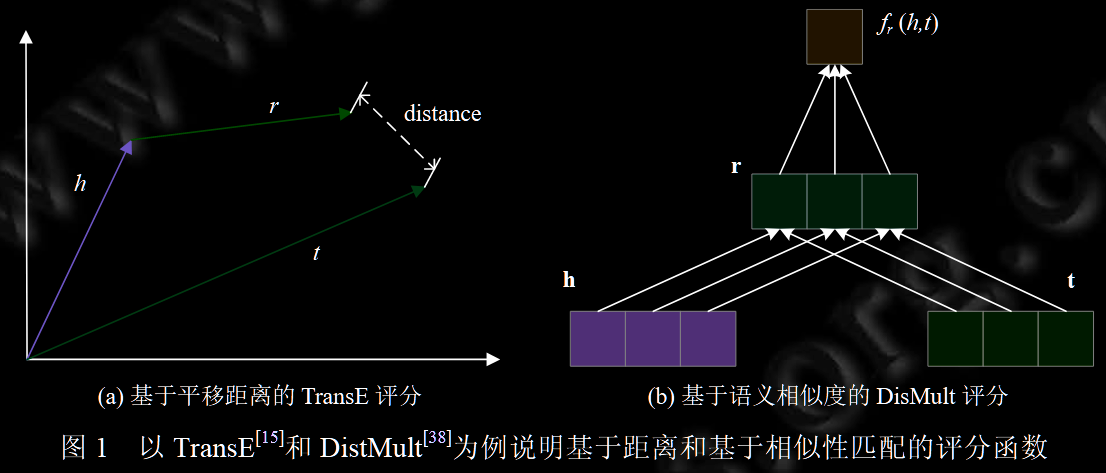 r
distance
h
t
(a) 基于平移距离的 TransE 评分
f_r (h,t)
r
h
t
(b) 基于语义相似度的 DisMult 评分
图 1 以 TransE[15]和 DistMult[38]为例说明基于距离和基于相似性匹配的评分函数